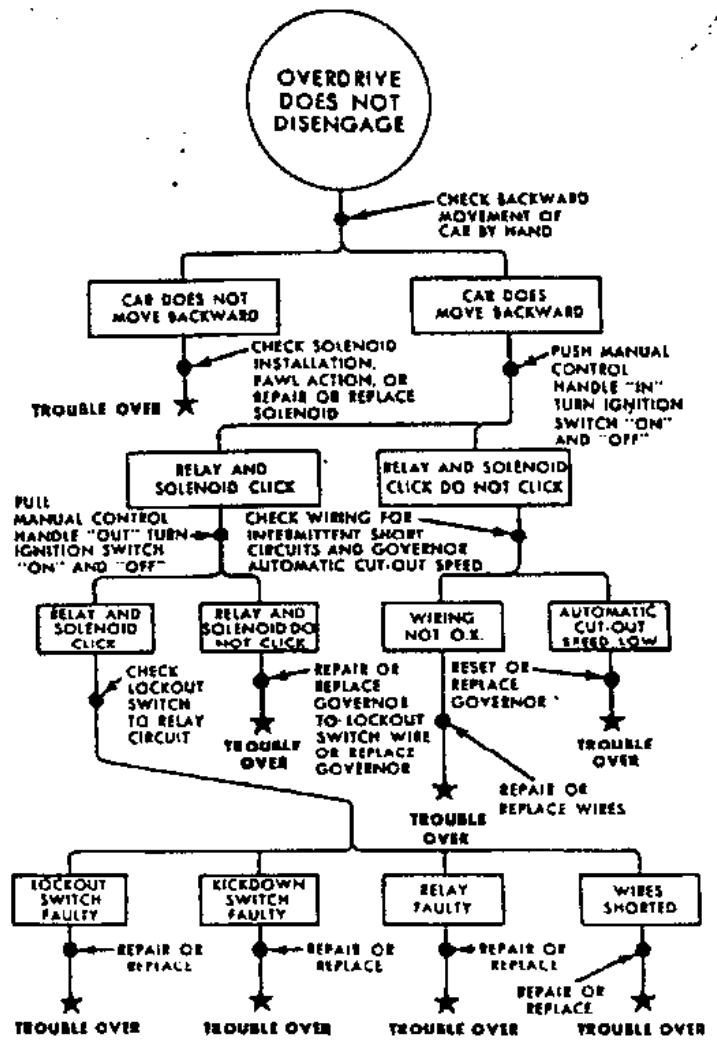 OVERDRIVE
DOES NOT
DISENGAGE
CHECK BACKWARD
MOVEMENT OF
CAR BY HAND
CAR DOES NOT
MOVE BACKWARD
CAR DOES
MOVE BACKWARD
CHECK SOLENOID
INSTALLATION,
PAWL ACTION, OR
REPAIR OR REPLACE
SOLENOID
TROUBLE OVER
PUSH MANUAL
CONTROL
HANDLE "IN"
TURN IGNITION
SWITCH "ON"
AND "OFF"
RELAY AND
SOLENOID CLICK
RELAY AND SOLENOID
CLICK DO NOT CLICK
PULL
MANUAL CONTROL
HANDLE "OUT" TURN
IGNITION SWITCH
"ON" AND "OFF"
CHECK WIRING FOR
INTERMITTENT SHORT
CIRCUITS AND GOVERNOR
AUTOMATIC CUT-OUT SPEED
RELAY AND
SOLENOID
CLICK
RELAY AND
SOLENOID DO
NOT CLICK
WIRING
NOT O.K.
AUTOMATIC
CUT-OUT
SPEED LOW
CHECK
LOCKOUT
SWITCH
TO RELAY
CIRCUIT
REPAIR OR
REPLACE
GOVERNOR
TO LOCKOUT
SWITCH WIRE
OR REPLACE
GOVERNOR
TROUBLE
OVER
RESET OR
REPLACE
GOVERNOR
TROUBLE
OVER
REPAIR OR
REPLACE WIRES
TROUBLE
OVER
LOCKOUT
SWITCH
FAULTY
KICKDOWN
SWITCH
FAULTY
RELAY
FAULTY
WIRES
SHORTED
REPAIR OR
REPLACE
REPAIR OR
REPLACE
REPAIR OR
REPLACE
REPAIR OR
REPLACE
TROUBLE OVER
TROUBLE OVER
TROUBLE OVER
TROUBLE OVER